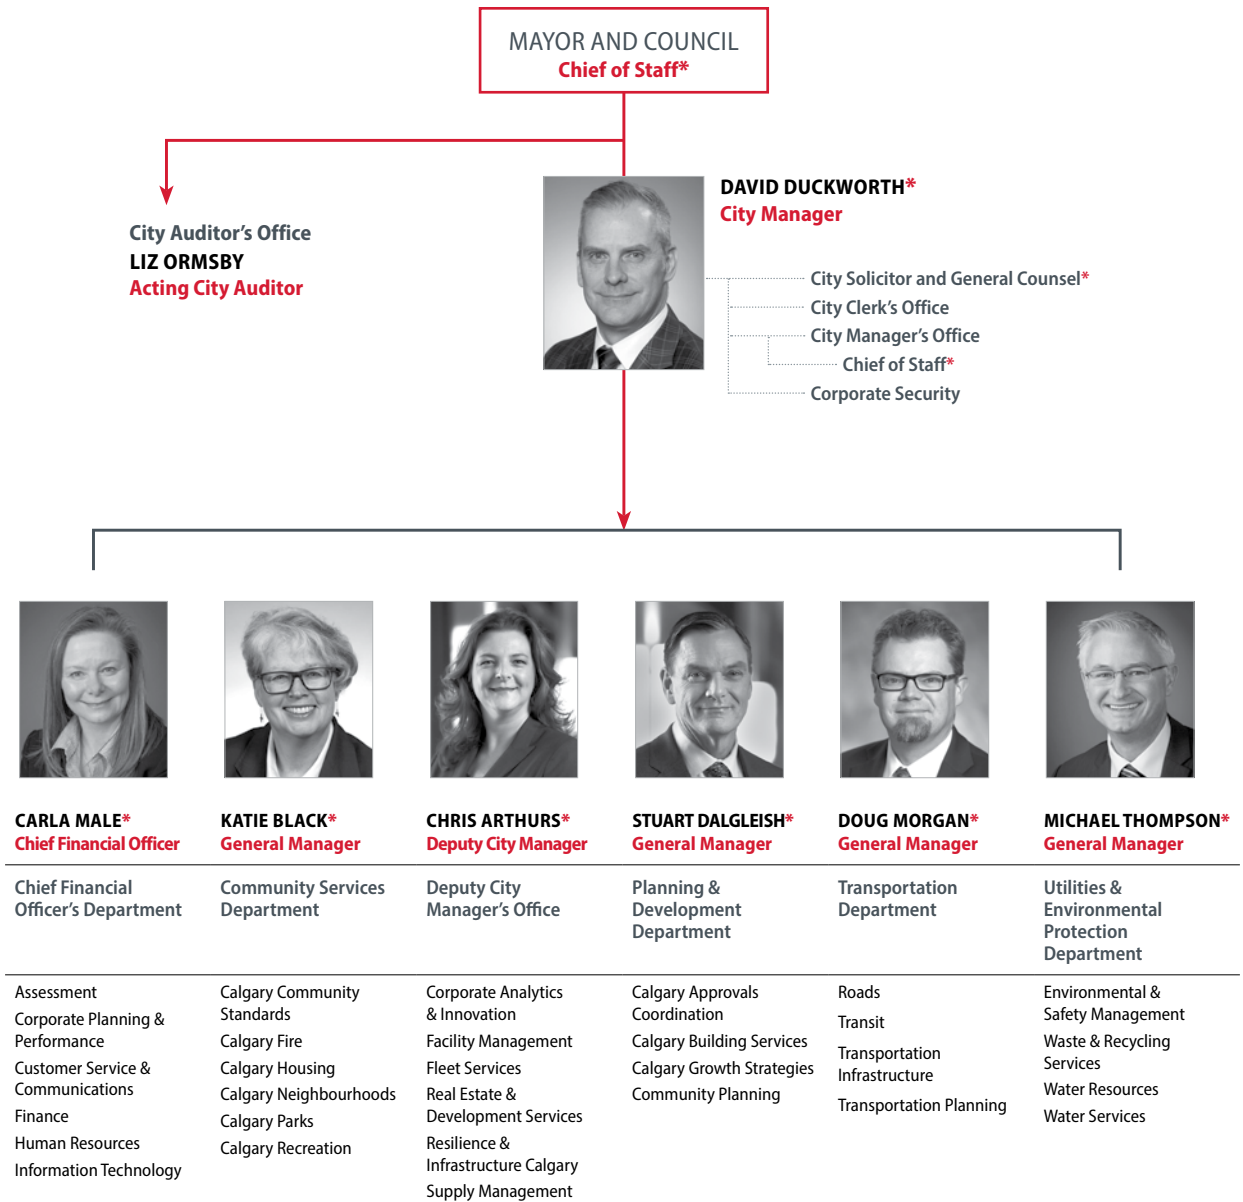 MAYOR AND COUNCIL
Chief of Staff*
DAVID DUCKWORTH*
City Manager
City Auditor's Office
LIZ ORMSBY
Acting City Auditor
City Solicitor and General Counsel*
City Clerk's Office
City Manager's Office
Chief of Staff*
Corporate Security
CARLA MALE*
Chief Financial Officer
Chief Financial
Officer's Department
Assessment
Corporate Planning &
Performance
Customer Service &
Communications
Finance
Human Resources
Information Technology
KATIE BLACK*
General Manager
Community Services
Department
Calgary Community
Standards
Calgary Fire
Calgary Housing
Calgary Neighbourhoods
Calgary Parks
Calgary Recreation
CHRIS ARTHURS*
Deputy City Manager
Deputy City
Manager's Office
Corporate Analytics
& Innovation
Facility Management
Fleet Services
Real Estate &
Development Services
Resilience &
Infrastructure Calgary
Supply Management
STUART DALGLEISH*
General Manager
Planning &
Development
Department
Calgary Approvals
Coordination
Calgary Building Services
Calgary Growth Strategies
Community Planning
DOUG MORGAN*
General Manager
Transportation
Department
Roads
Transit
Transportation
Infrastructure
Transportation Planning
MICHAEL THOMPSON*
General Manager
Utilities &
Environmental
Protection
Department
Environmental &
Safety Management
Waste & Recycling
Services
Water Resources
Water Services